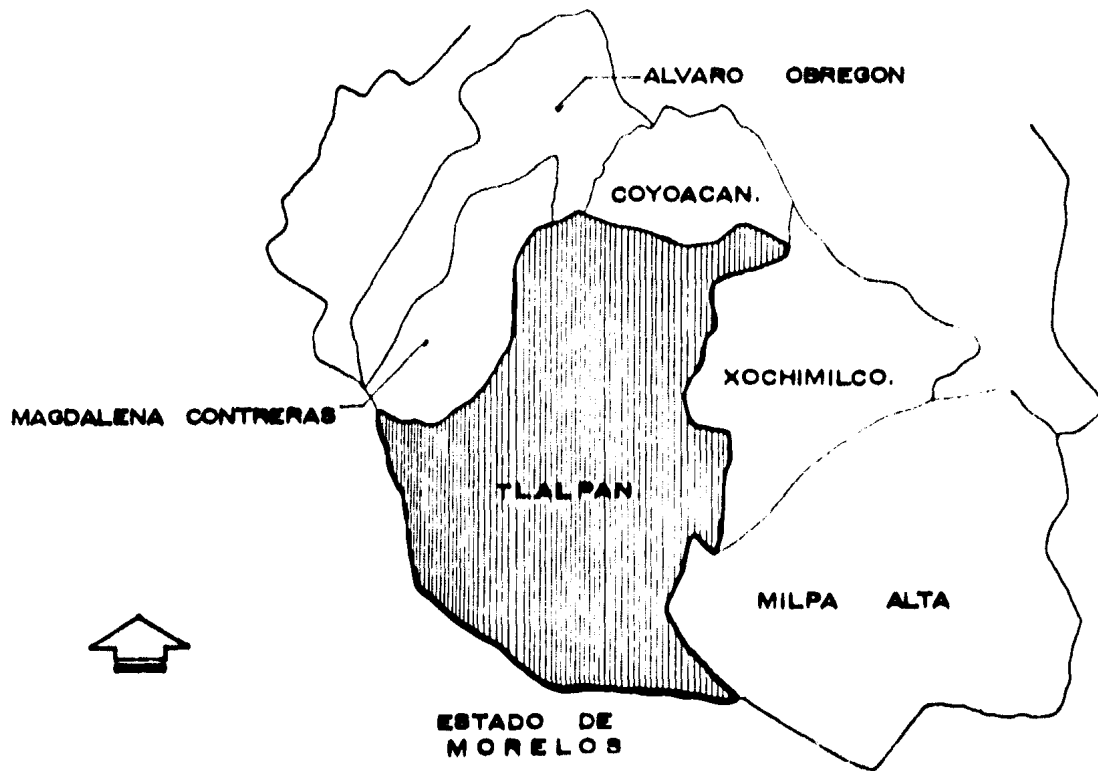 ALVARO OBREGON
COYOACAN.
XOCHIMILCO.
MAGDALENA CONTRERAS
TLALPAN.
MILPA ALTA
ESTADO DE
MORELOS